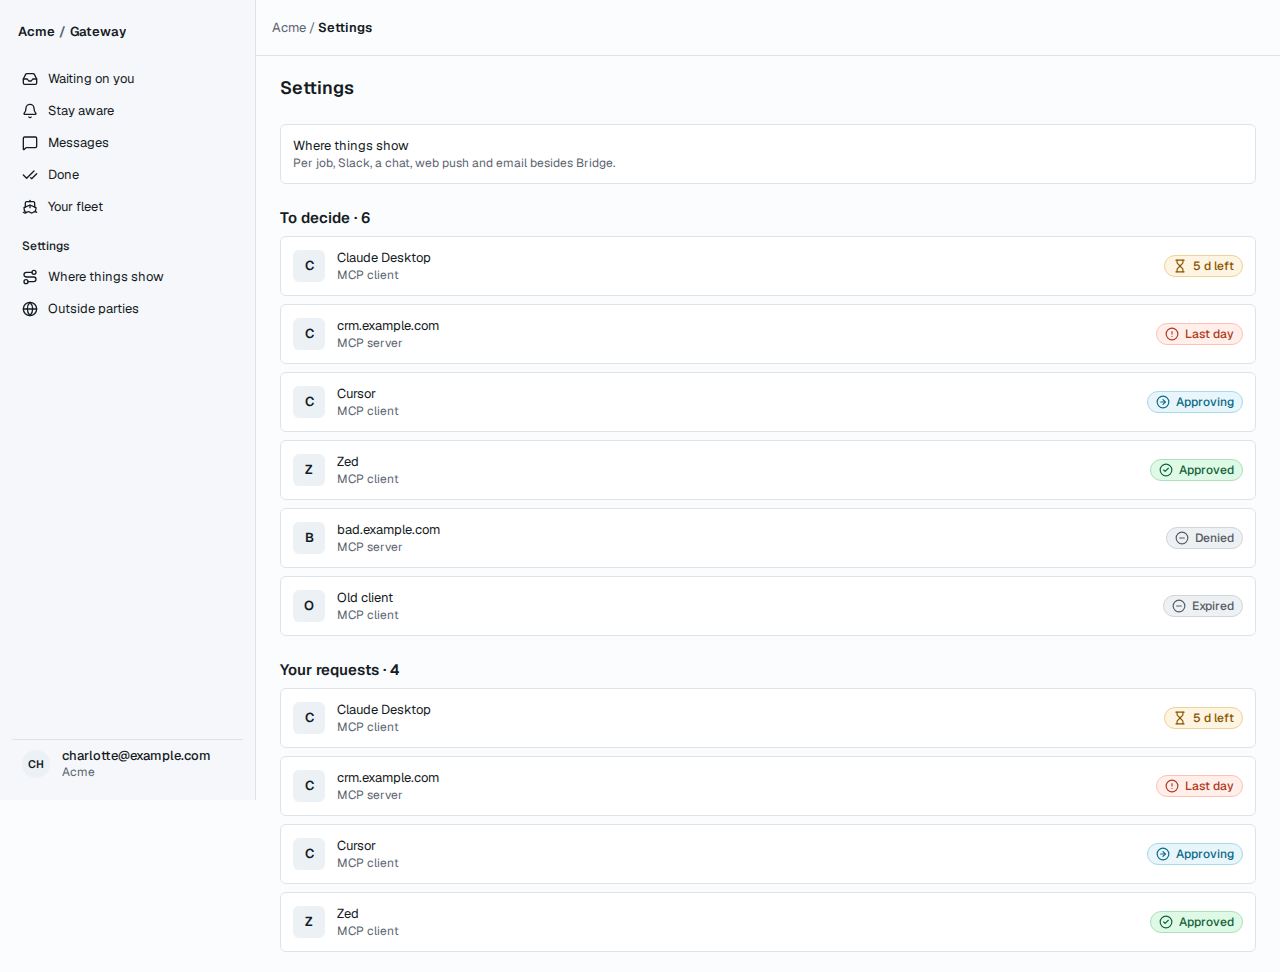 Acme / Gateway
Waiting on you
Stay aware
Messages
Done
Your fleet
Settings
Where things show
Outside parties
CH
charlotte@example.com
Acme
Acme / Settings
Settings
Where things show
Per job, Slack, a chat, web push and email besides Bridge.
To decide · 6
C
Claude Desktop
MCP client
5 d left
C
crm.example.com
MCP server
Last day
C
Cursor
MCP client
Approving
Z
Zed
MCP client
Approved
B
bad.example.com
MCP server
Denied
O
Old client
MCP client
Expired
Your requests · 4
C
Claude Desktop
MCP client
5 d left
C
crm.example.com
MCP server
Last day
C
Cursor
MCP client
Approving
Z
Zed
MCP client
Approved